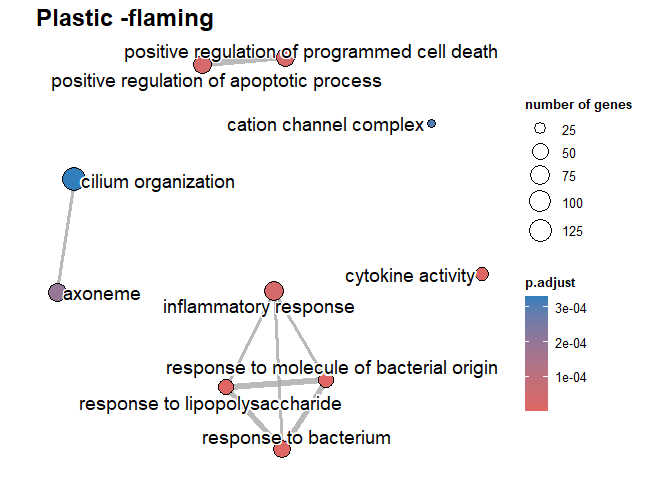 Plastic -flaming
positive regulation of programmed cell death
positive regulation of apoptotic process
cation channel complex
cilium organization
axoneme
cytokine activity
inflammatory response
response to molecule of bacterial origin
response to lipopolysaccharide
response to bacterium
number of genes
25
50
75
100
125
p.adjust
3e-04
2e-04
1e-04